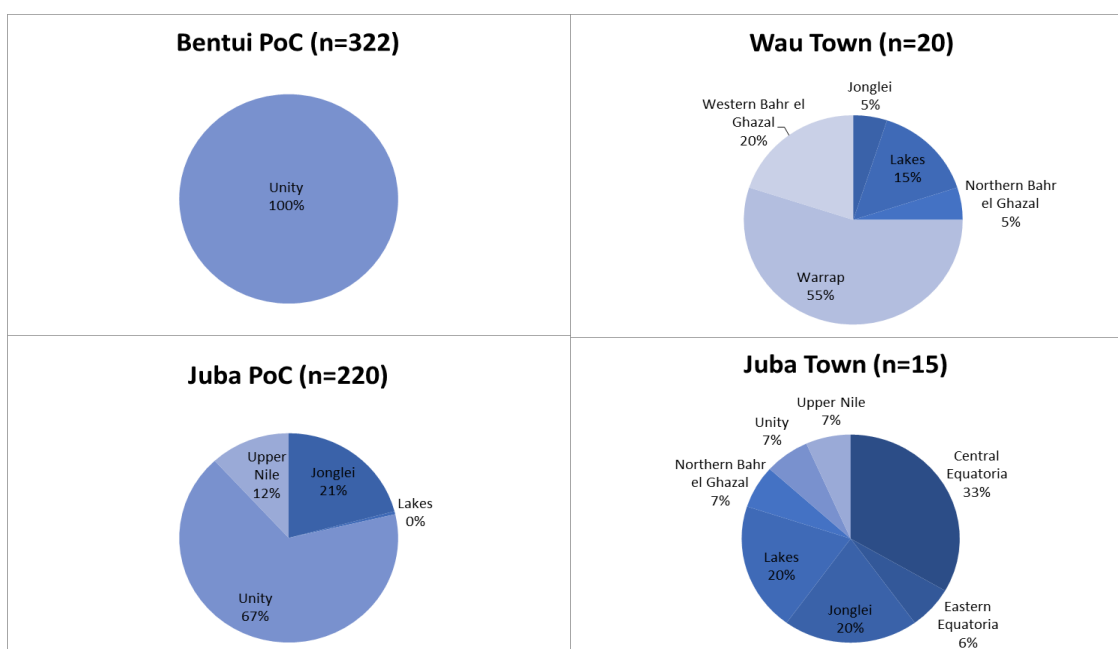 Bentui PoC (n=322)
Unity
100%
Wau Town (n=20)
Jonglei
5%
Western Bahr el
Ghazal
20%
Lakes
15%
Northern Bahr
el Ghazal
5%
Warrap
55%
Juba PoC (n=220)
Upper
Nile
12%
Jonglei
21%
Lakes
0%
Unity
67%
Juba Town (n=15)
Upper Nile
7%
Unity
7%
Northern Bahr
el Ghazal
7%
Central
Equatoria
33%
Lakes
20%
Jonglei
20%
Eastern
Equatoria
6%